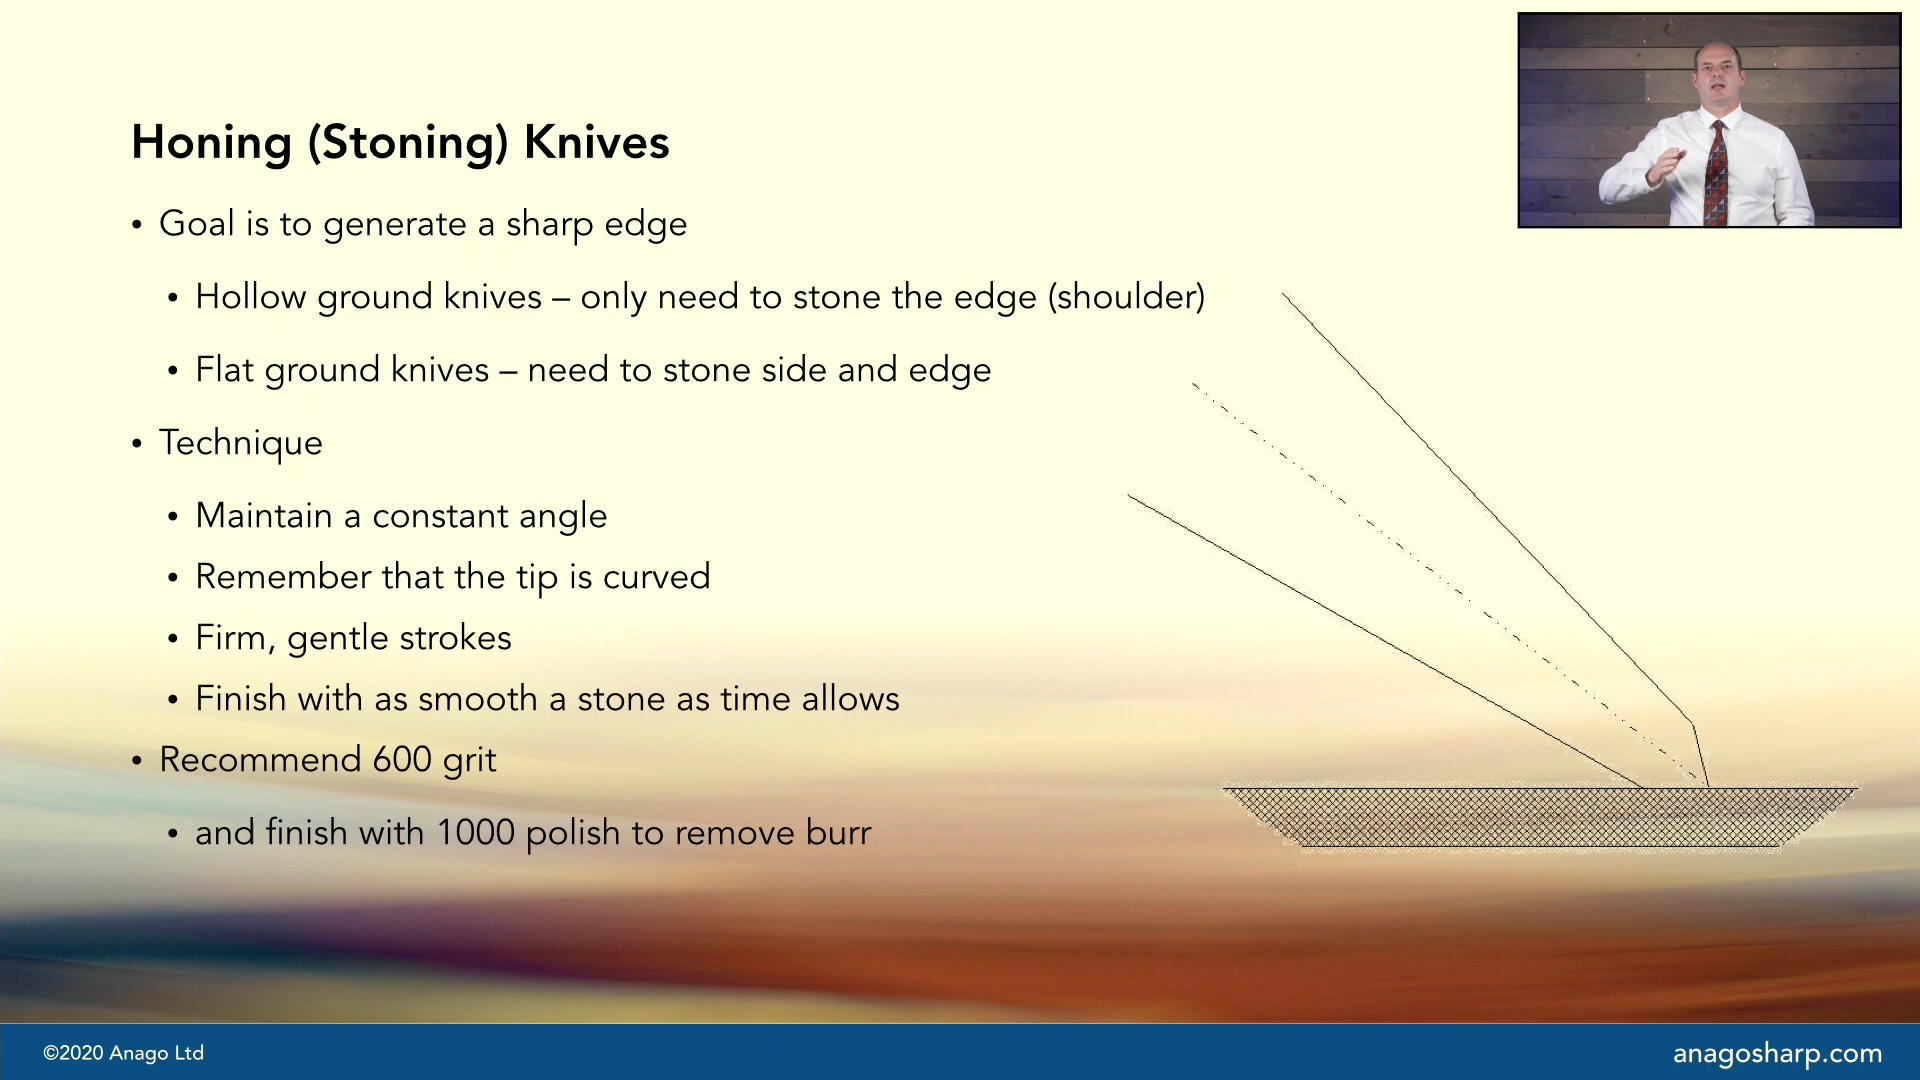 Honing (Stoning) Knives
• Goal is to generate a sharp edge
• Hollow ground knives – only need to stone the edge (shoulder)
• Flat ground knives – need to stone side and edge
• Technique
• Maintain a constant angle
• Remember that the tip is curved
• Firm, gentle strokes
• Finish with as smooth a stone as time allows
• Recommend 600 grit
• and finish with 1000 polish to remove burr
©2020 Anago Ltd
anagosharp.com